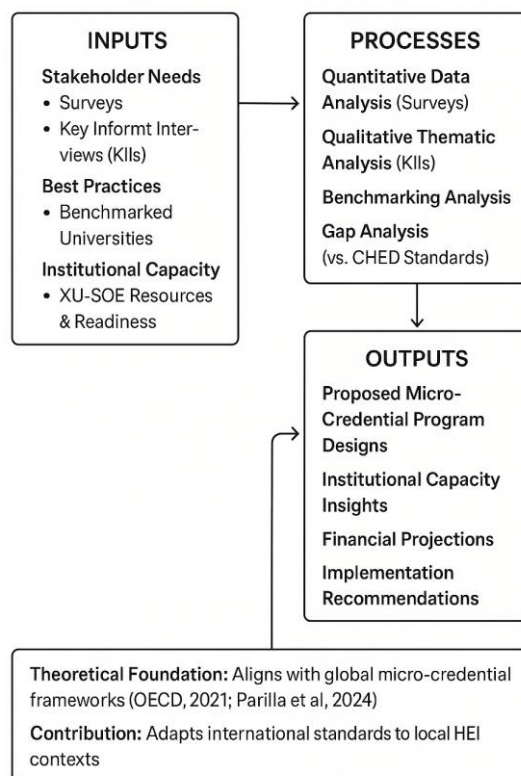 INPUTS
Stakeholder Needs
• Surveys
• Key Informt Inter-
views (KIIs)
Best Practices
• Benchmarked
Universities
Institutional Capacity
• XU-SOE Resources
& Readiness
PROCESSES
Quantitative Data
Analysis (Surveys)
Qualitative Thematic
Analysis (KIIs)
Benchmarking Analysis
Gap Analysis
(vs. CHED Standards)
OUTPUTS
Proposed Micro-
Credential Program
Designs
Institutional Capacity
Insights
Financial Projections
Implementation
Recommendations
Theoretical Foundation: Aligns with global micro-credential
frameworks (OECD, 2021; Parilla et al, 2024)
Contribution: Adapts international standards to local HEI
contexts